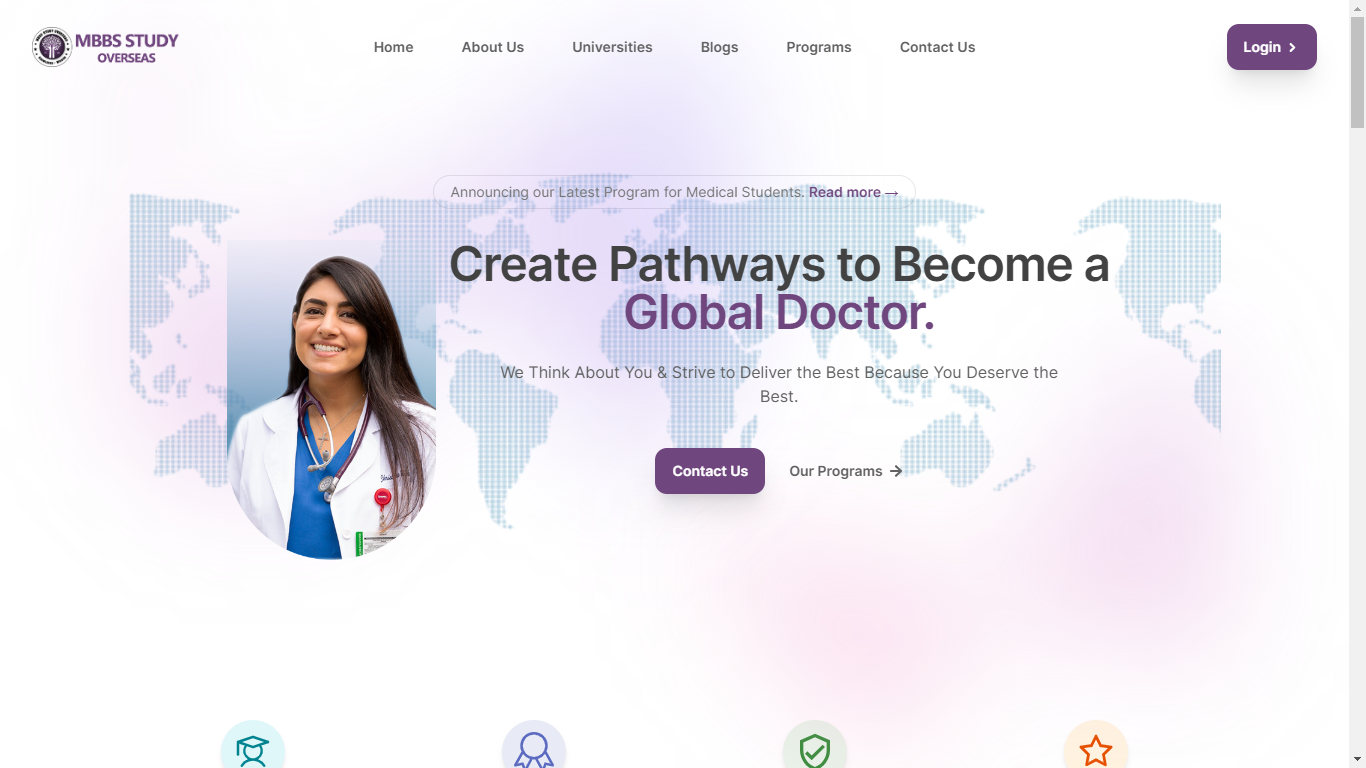 MBBS STUDY
OVERSEAS
Home
About Us
Universities
Blogs
Programs
Contact Us
Login
Announcing our Latest Program for Medical Students. Read more →
Create Pathways to Become a
Global Doctor.
We Think About You & Strive to Deliver the Best Because You Deserve the
Best.
Contact Us
Our Programs →